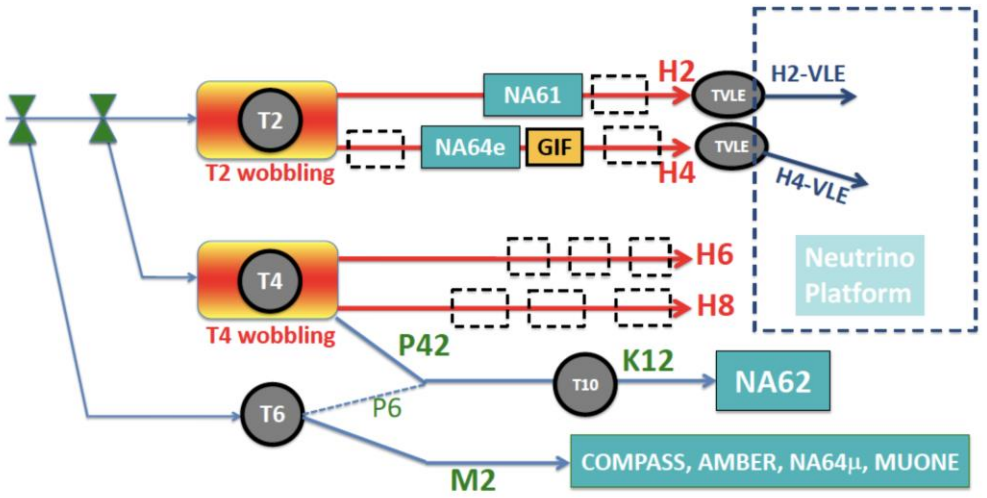 H2
H2-VLE
NA61
TVLE
T2
NA64e
GIF
TVLE
T2 wobbling
H4
H4-VLE
H6
Neutrino
Platform
T4
H8
T4 wobbling
P42
K12
T10
NA62
P6
T6
M2
COMPASS, AMBER, NA64μ, MUONE